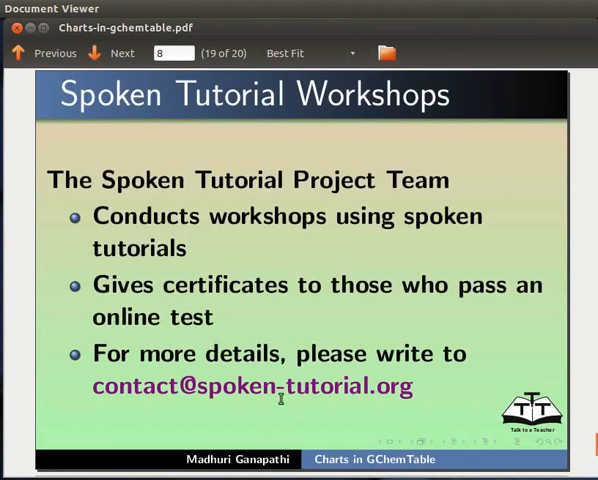 Document Viewer
Charts-in-gchemtable.pdf
Previous Next 8 (19 of 20) Best Fit
Spoken Tutorial Workshops
The Spoken Tutorial Project Team
Conducts workshops using spoken
tutorials
Gives certificates to those who pass an
online test
For more details, please write to
contact@spoken-tutorial.org
Talk to a Teacher
Madhuri Ganapathi Charts in GChemTable